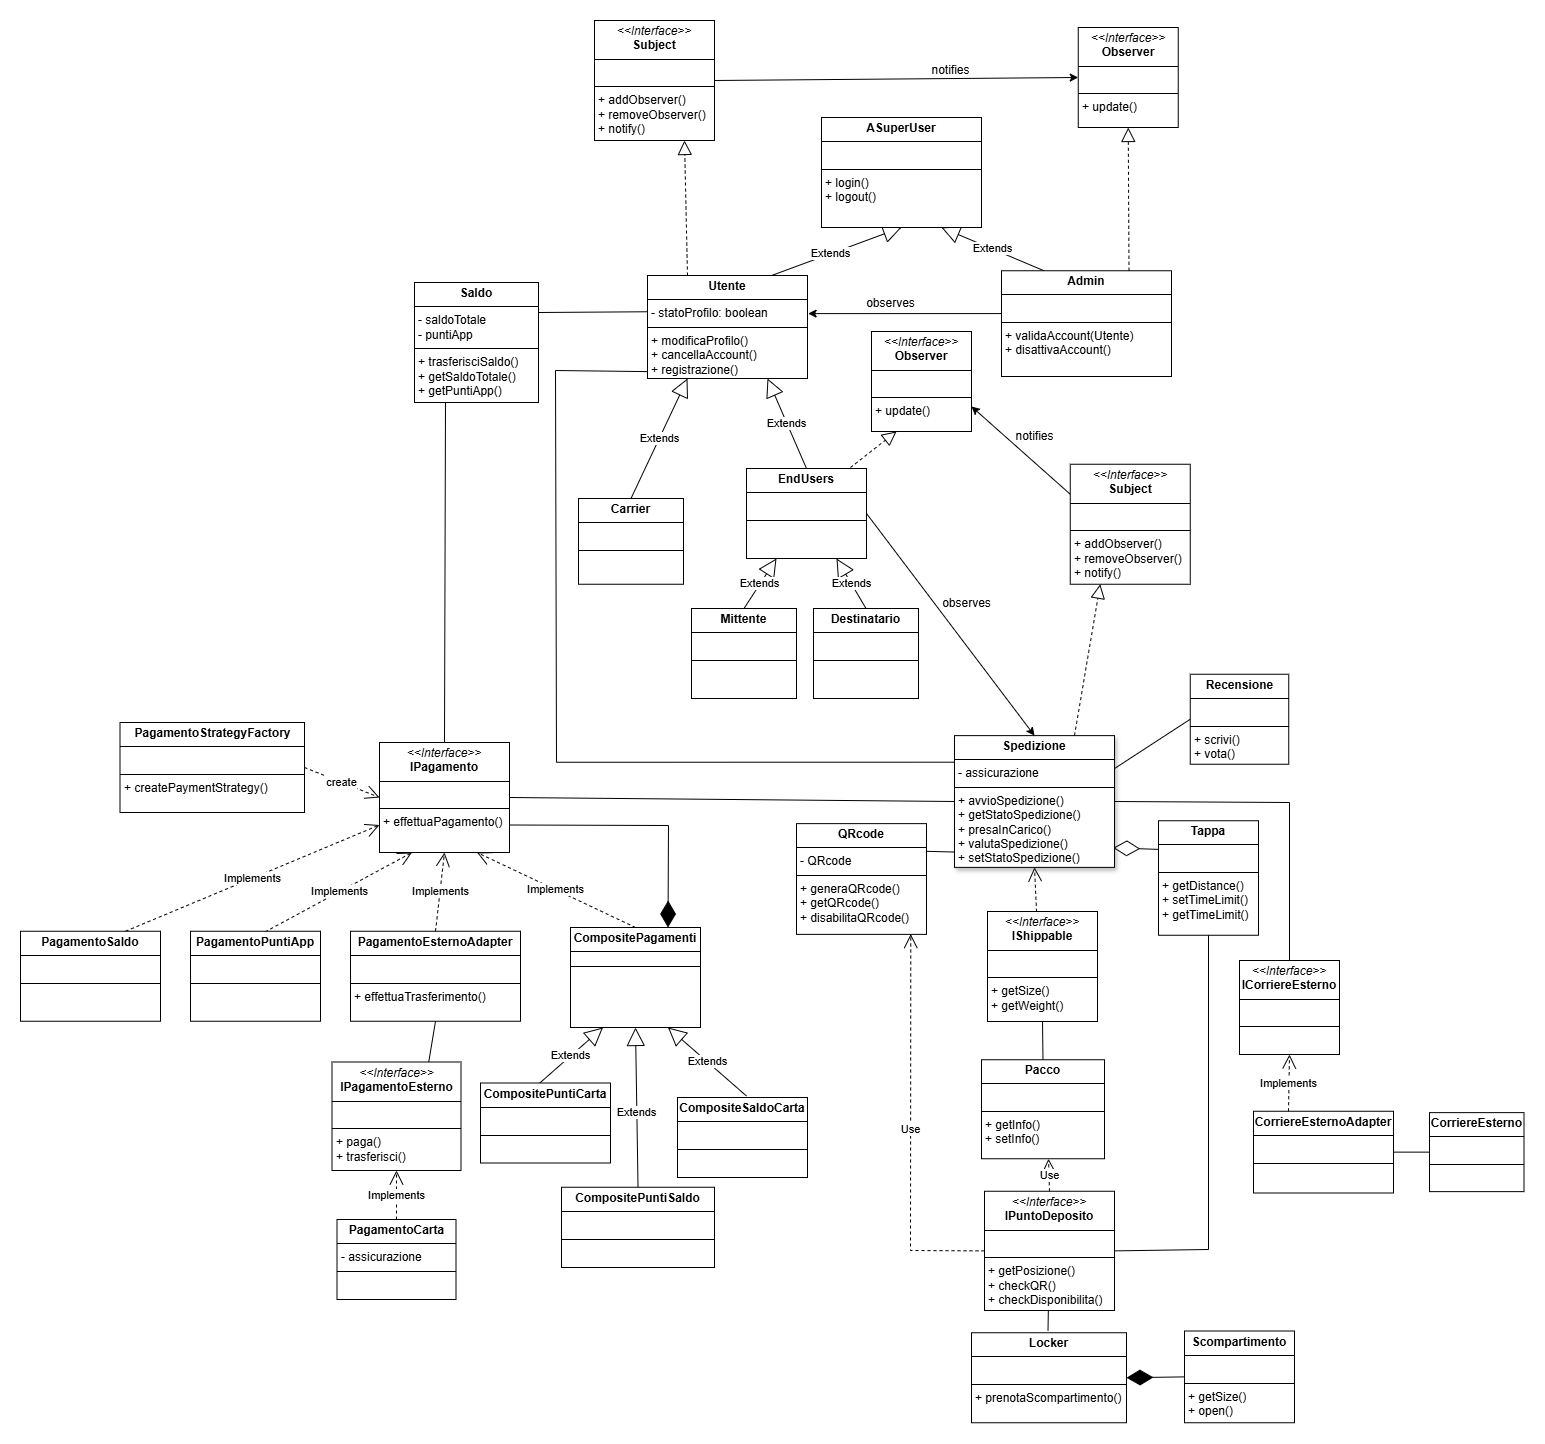 <<Interface>>
Subject
+ addObserver()
+ removeObserver()
+ notify()
notifies
<<Interface>>
Observer
+ update()
ASuperUser
+ login()
+ logout()
Extends
Extends
Saldo
- saldoTotale
- puntiApp
+ trasferisciSaldo()
+ getSaldoTotale()
+ getPuntiApp()
Utente
- statoProfilo: boolean
+ modificaProfilo()
+ cancellaAccount()
+ registrazione()
observes
Admin
+ validaAccount(Utente)
+ disattivaAccount()
<<Interface>>
Observer
+ update()
notifies
Extends
Extends
<<Interface>>
Subject
+ addObserver()
+ removeObserver()
+ notify()
Carrier
EndUsers
observes
Extends
Extends
Mittente
Destinatario
Recensione
+ scrivi()
+ vota()
PagamentoStrategyFactory
+ createPaymentStrategy()
create
<<Interface>>
IPagamento
+ effettuaPagamento()
Spedizione
- assicurazione
+ avvioSpedizione()
+ getStatoSpedizione()
+ presaInCarico()
+ valutaSpedizione()
+ setStatoSpedizione()
QRcode
- QRcode
+ generaQRcode()
+ getQRcode()
+ disabilitaQRcode()
Tappa
+ getDistance()
+ setTimeLimit()
+ getTimeLimit()
Implements
Implements
Implements
Implements
PagamentoSaldo
PagamentoPuntiApp
PagamentoEsternoAdapter
+ effettuaTrasferimento()
CompositePagamenti
<<Interface>>
IShippable
+ getSize()
+ getWeight()
<<Interface>>
ICorriereEsterno
Extends
Extends
Extends
Implements
<<Interface>>
IPagamentoEsterno
+ paga()
+ trasferisci()
CompositePuntiCarta
CompositeSaldoCarta
CompositePuntiSaldo
Pacco
+ getInfo()
+ setInfo()
CorriereEsternoAdapter
CorriereEsterno
Use
Use
Implements
PagamentoCarta
- assicurazione
<<Interface>>
IPuntoDeposito
+ getPosizione()
+ checkQR()
+ checkDisponibilita()
Locker
+ prenotaScompartimento()
Scompartimento
+ getSize()
+ open()